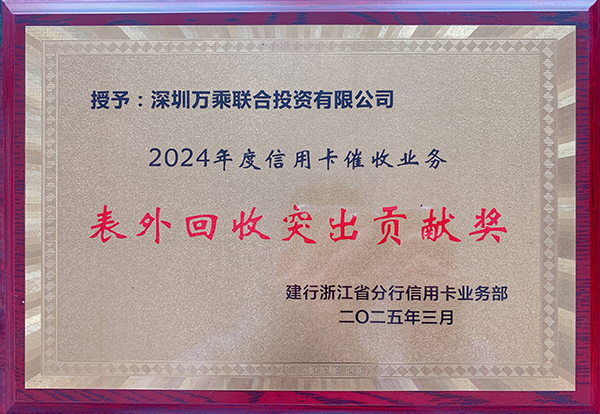 授予：深圳万乘联合投资有限公司
2024年度信用卡催收业务
表外回收突出贡献奖
建行浙江省分行信用卡业务部
二〇二五年三月